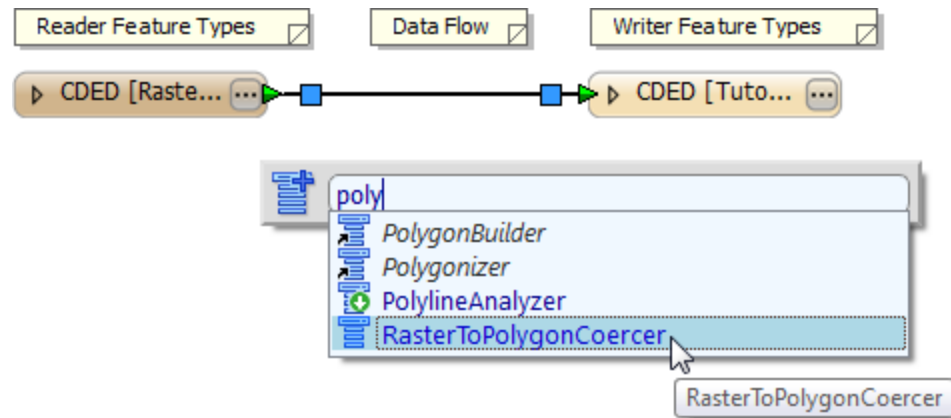 Reader Feature Types
Data Flow
Writer Feature Types
CDED [Raste... ...
CDED [Tuto... ...
poly
PolygonBuilder
Polygonizer
PolylineAnalyzer
RasterToPolygonCoercer
RasterToPolygonCoercer